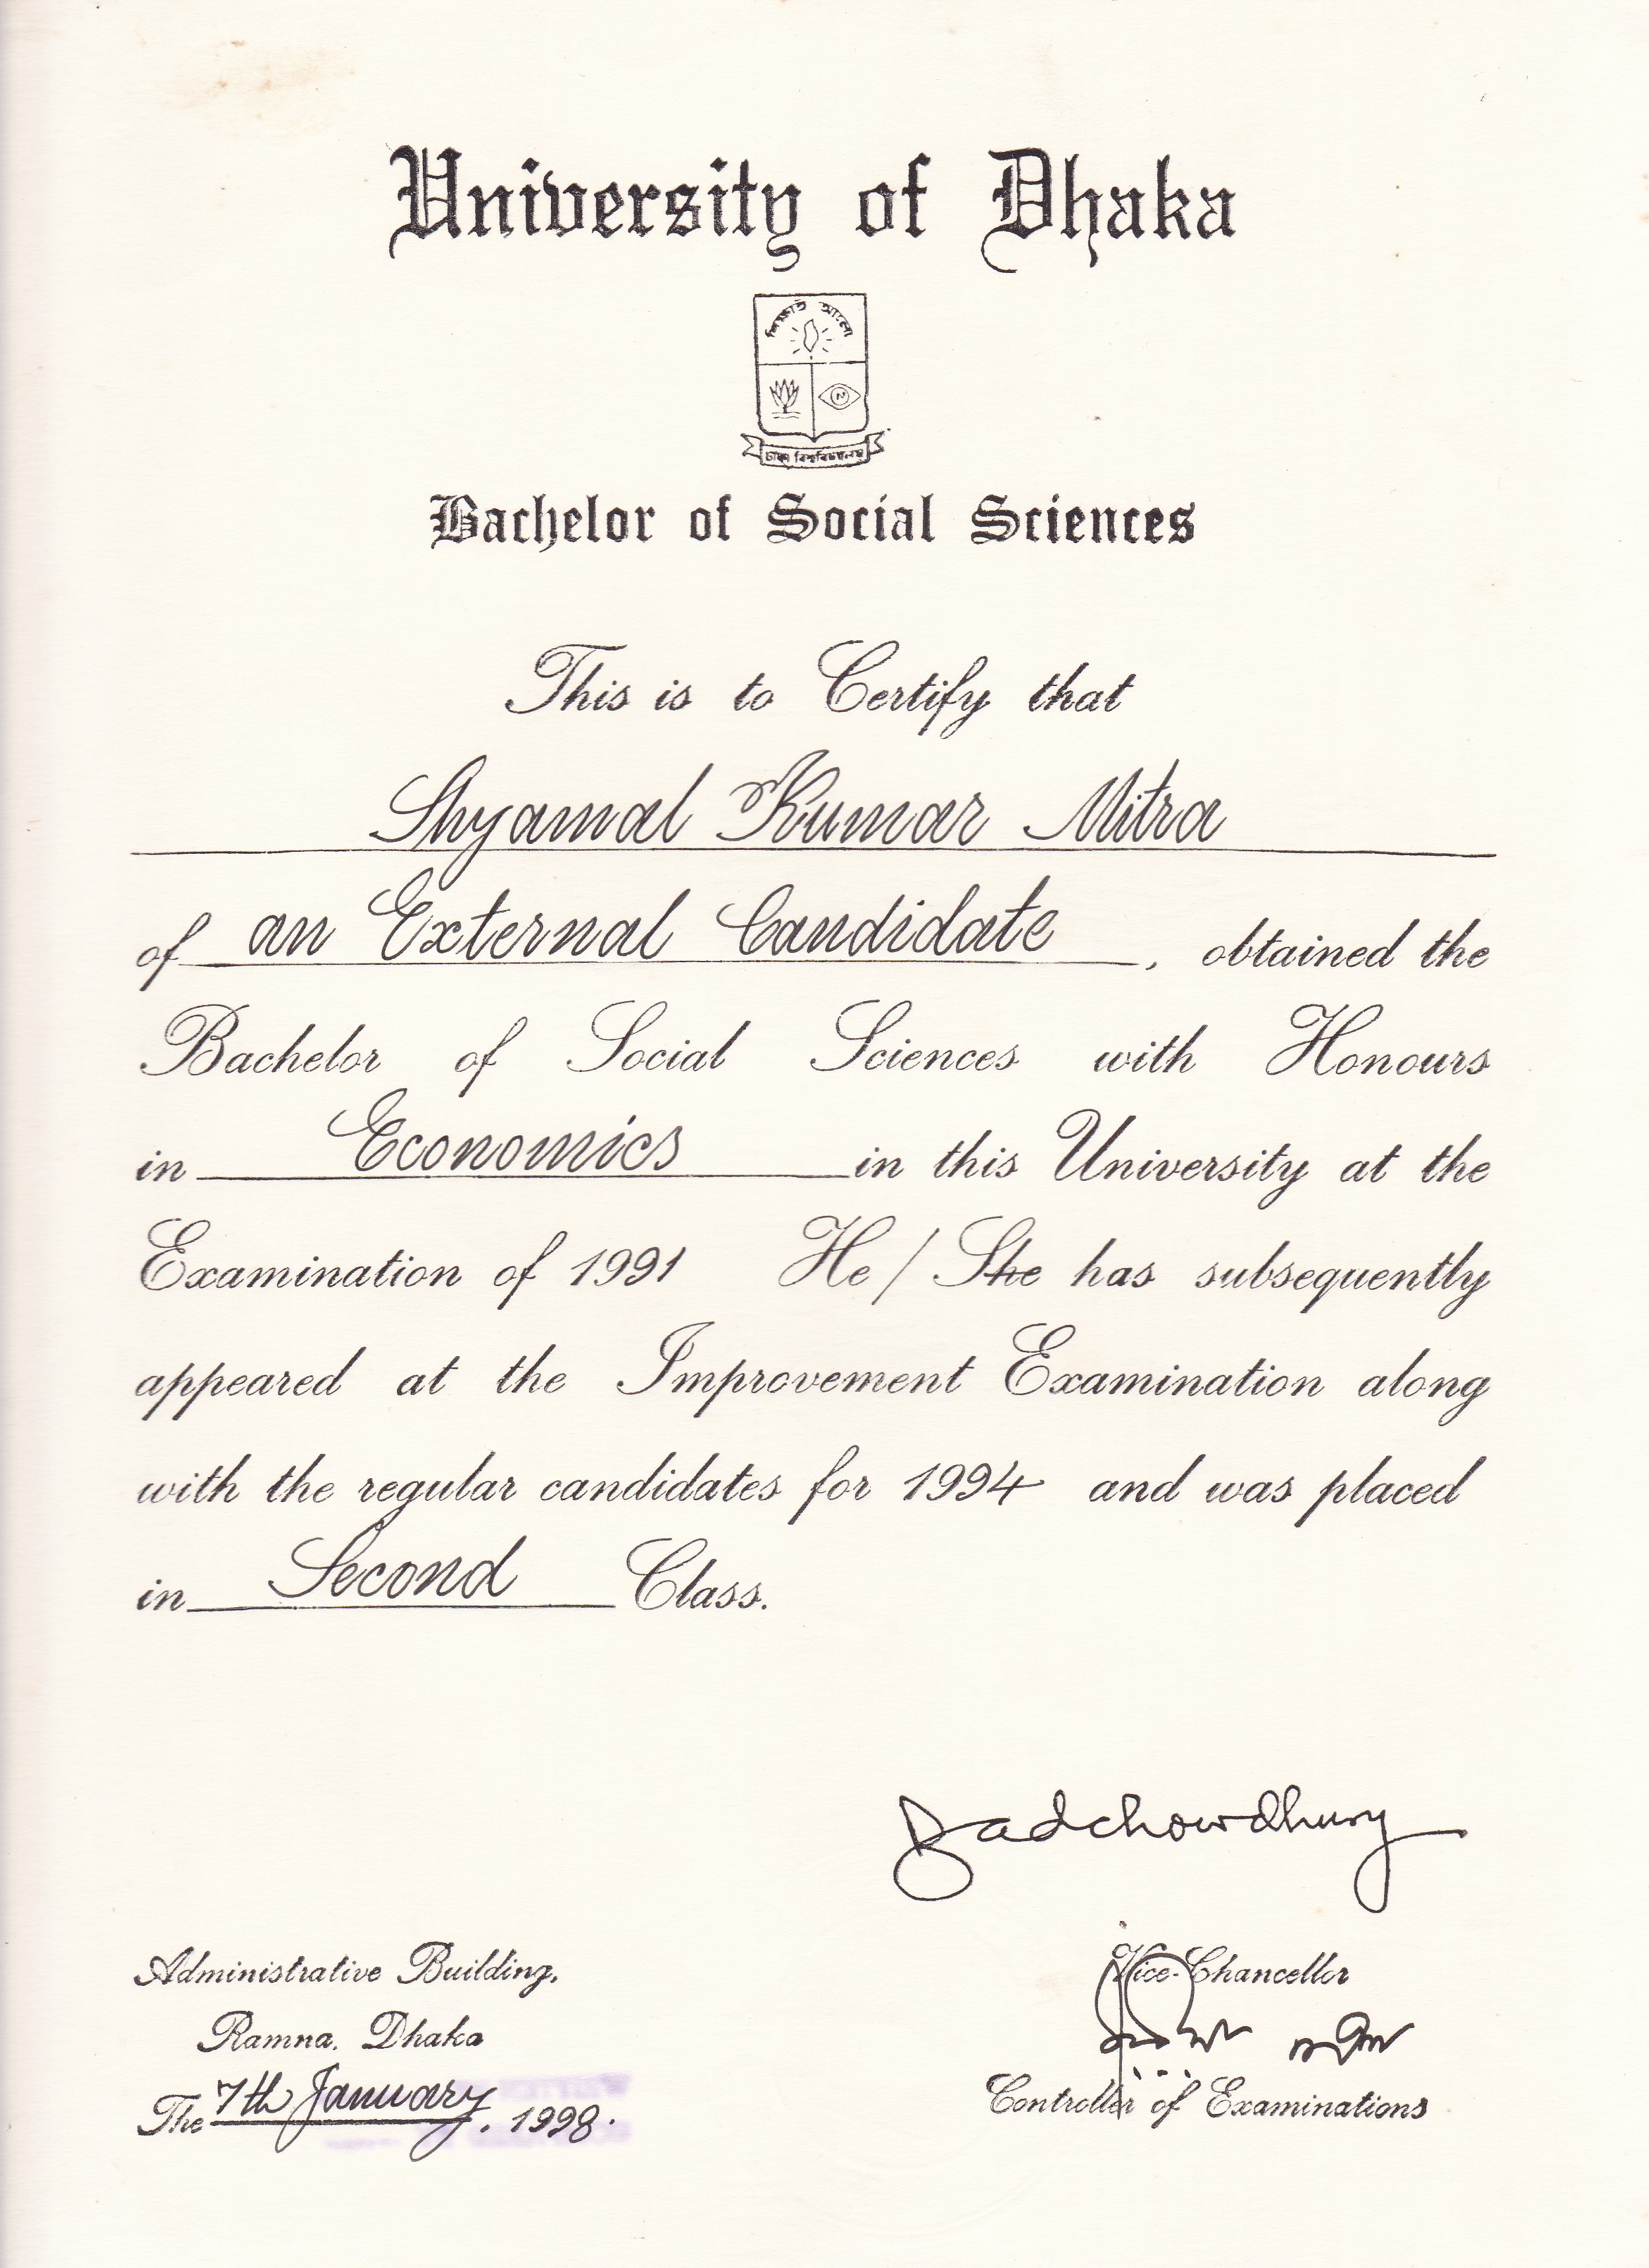 University of Dhaka
শিক্ষাই আলো
ঢাকা বিশ্ববিদ্যালয়
Bachelor of Social Sciences
This is to Certify that
Shyamal Kumar Mitra
of an External Candidate, obtained the
Bachelor of Social Sciences with Honours
in Economics in this University at the
Examination of 1991 He / She has subsequently
appeared at the Improvement Examination along
with the regular candidates for 1994 and was placed
in Second Class.
Administrative Building,
Vice-Chancellor
Ramna. Dhaka
The 7th January, 1998.
Controller of Examinations